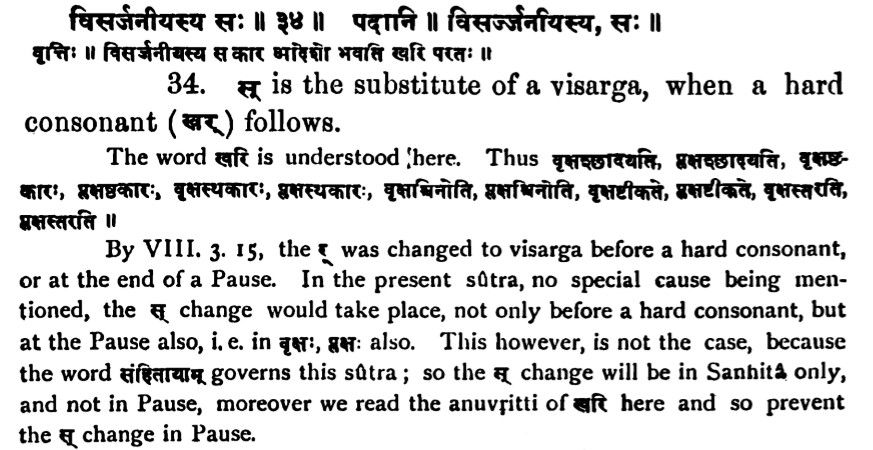 विसर्जनीयस्य सः ॥ ३४ ॥ पदानि ॥ विसर्ज्जनीयस्य, सः ॥
वृत्तिः ॥ विसर्जनीयस्य सकार आदेशो भवति खरि परतः ॥
34. स् is the substitute of a visarga, when a hard
consonant (खर्) follows.
The word खरि is understood here. Thus वृक्षश्छादयति, प्लक्षश्छादयति, वृक्षष्ठ-
कारः, प्लक्षष्ठकारः, वृक्षस्थकारः, प्लक्षस्थकारः, वृक्षश्चिनोति, प्लक्षश्चिनोति, वृक्षष्टीकते, प्लक्षष्टीकते, वृक्षस्तरति,
प्लक्षस्तरति ॥
By VIII. 3. 15, the र् was changed to visarga before a hard consonant,
or at the end of a Pause. In the present sûtra, no special cause being men-
tioned, the स् change would take place, not only before a hard consonant, but
at the Pause also, i. e. in वृक्षः, प्लक्षः also. This however, is not the case, because
the word संहितायाम् governs this sûtra ; so the स् change will be in Sanhitâ only,
and not in Pause, moreover we read the anuvṛitti of खरि here and so prevent
the स् change in Pause.